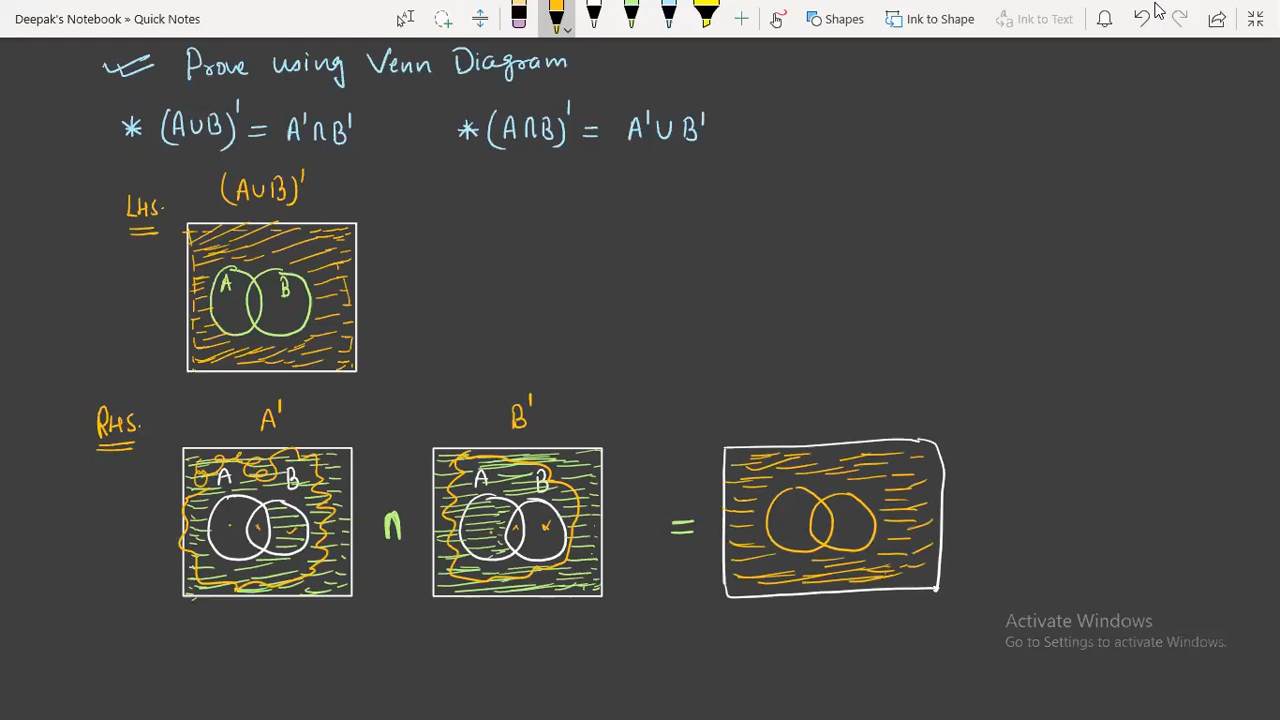 Deepak's Notebook » Quick Notes
Shapes
Ink to Shape
Ink to Text
Prove using Venn Diagram
* (A∪B)' = A'∩B' * (A∩B)' = A'∪B'
LHS. (A∪B)'
A B
RHS. A' B'
A B A B
∩ =
Activate Windows
Go to Settings to activate Windows.